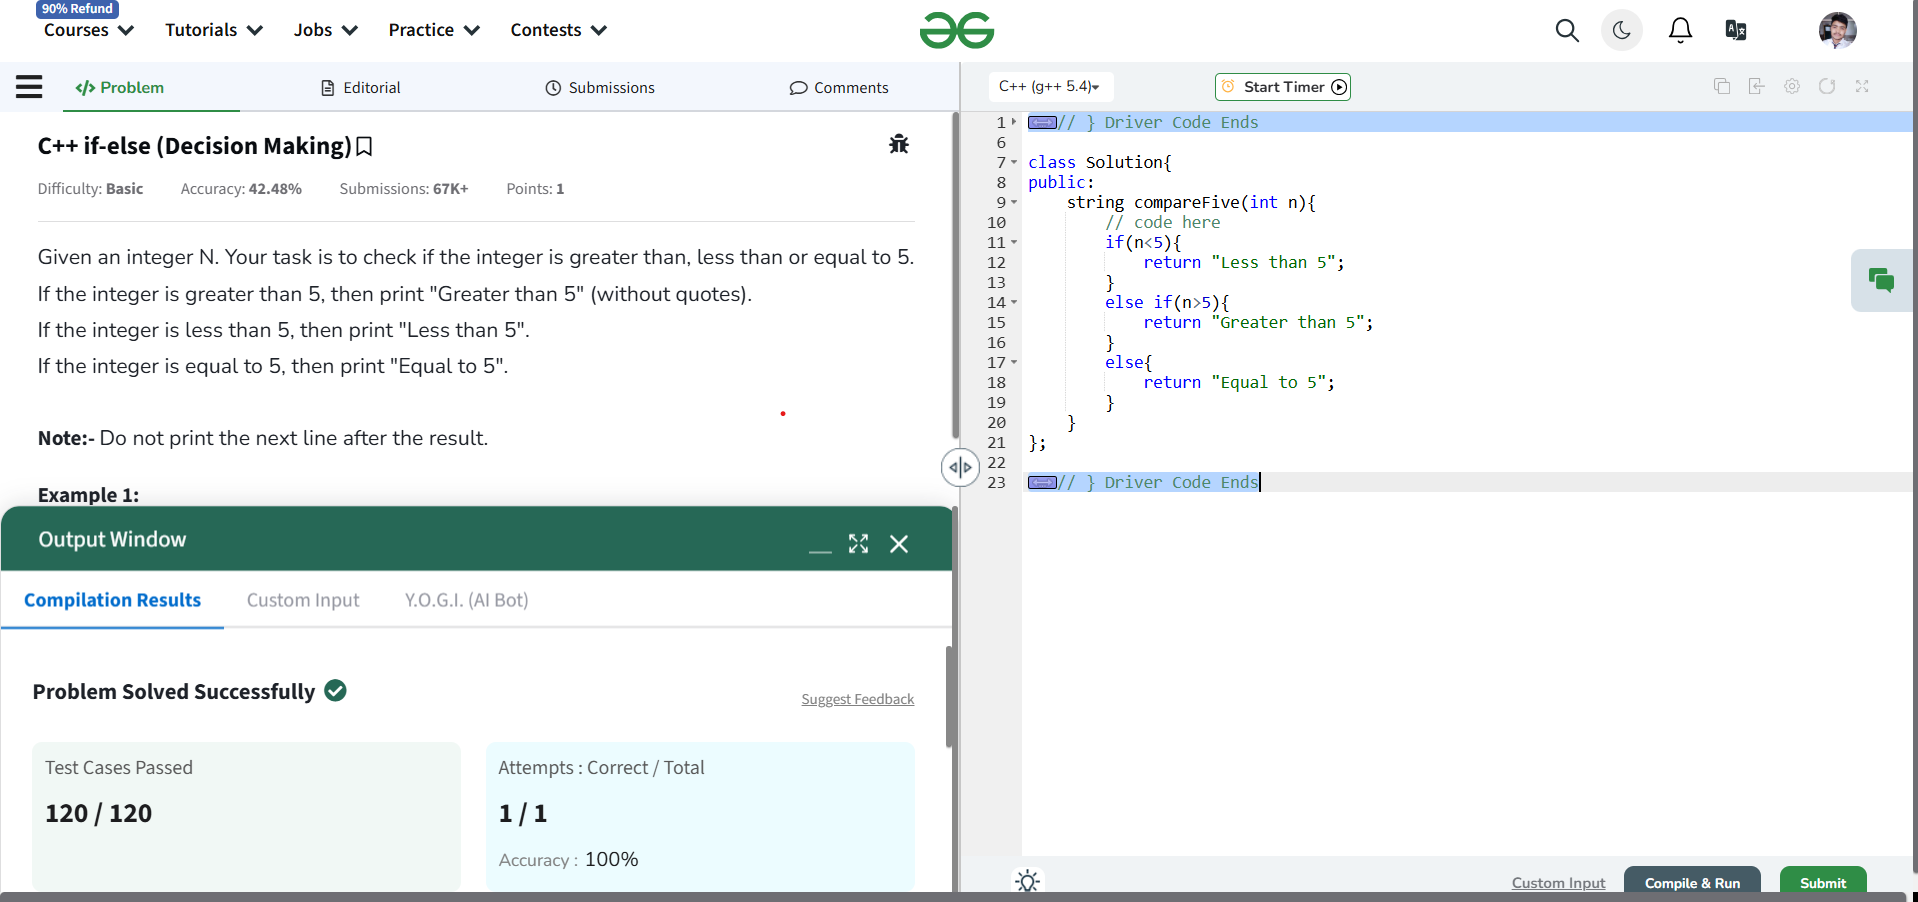 90% Refund
Courses Tutorials Jobs Practice Contests
Problem Editorial Submissions Comments
C++ if-else (Decision Making)
Difficulty: Basic Accuracy: 42.48% Submissions: 67K+ Points: 1
Given an integer N. Your task is to check if the integer is greater than, less than or equal to 5.
If the integer is greater than 5, then print "Greater than 5" (without quotes).
If the integer is less than 5, then print "Less than 5".
If the integer is equal to 5, then print "Equal to 5".
Note:- Do not print the next line after the result.
Example 1:
Output Window
Compilation Results Custom Input Y.O.G.I. (AI Bot)
Problem Solved Successfully
Suggest Feedback
Test Cases Passed
120 / 120
Attempts : Correct / Total
1 / 1
Accuracy : 100%
C++ (g++ 5.4) Start Timer
1 // } Driver Code Ends
6
7 class Solution{
8 public:
9 string compareFive(int n){
10 // code here
11 if(n<5){
12 return "Less than 5";
13 }
14 else if(n>5){
15 return "Greater than 5";
16 }
17 else{
18 return "Equal to 5";
19 }
20 }
21 };
22
23 // } Driver Code Ends
Custom Input Compile & Run Submit